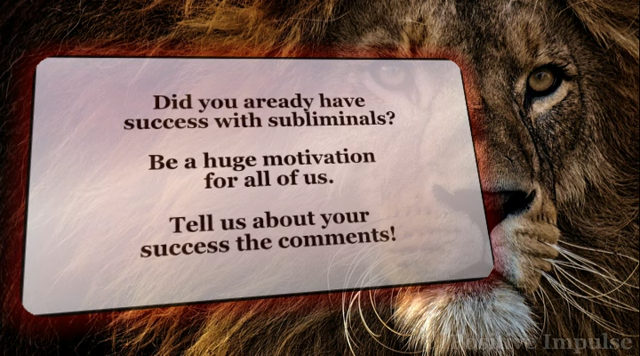 Did you aready have
success with subliminals?
Be a huge motivation
for all of us.
Tell us about your
success the comments!
Positive Impulse